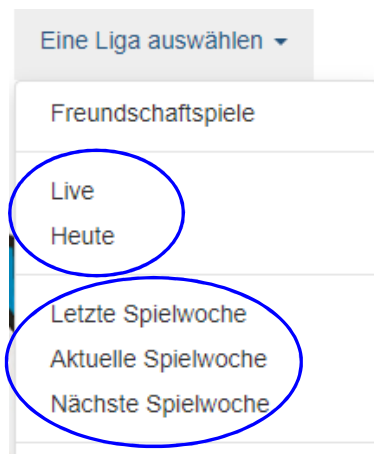 Eine Liga auswählen
Freundschaftspiele
Live
Heute
Letzte Spielwoche
Aktuelle Spielwoche
Nächste Spielwoche